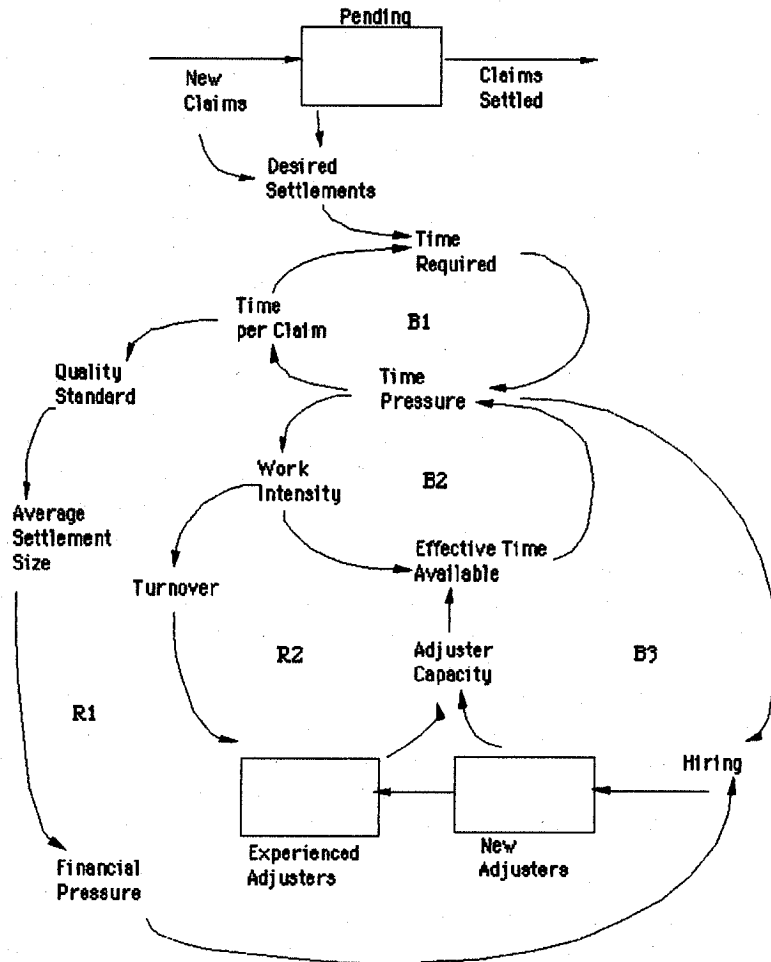 Pending
New
Claims
Claims
Settled
Desired
Settlements
Time
Required
Time
per Claim
B1
Quality
Standard
Time
Pressure
Work
Intensity
B2
Average
Settlement
Size
Effective Time
Available
Turnover
R2
Adjuster
Capacity
B3
R1
Hiring
Experienced
Adjusters
New
Adjusters
Financial
Pressure